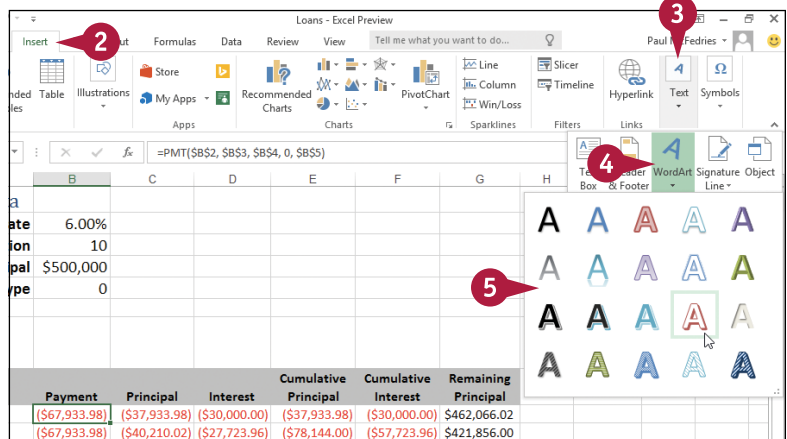 Loans - Excel Preview
3
Insert 2 ut Formulas Data Review View Tell me what you want to do... Paul M Fedries
nded Table Illustrations Store My Apps Recommended Charts PivotChart Line Column Win/Loss Slicer Timeline Hyperlink Text Symbols
les
Apps Charts Sparklines Filters Links
fx =PMT($B$2, $B$3, $B$4, 0, $B$5)
4
Te Header WordArt Signature Object
Box & Footer Line
B C D E F G H
a
ate 6.00%
ion 10
pal $500,000
ype 0
5
A A A A A
A A A A A
A A A A A
A A A A A
Cumulative Cumulative Remaining
Payment Principal Interest Principal Interest Principal
($67,933.98) ($37,933.98) ($30,000.00) ($37,933.98) ($30,000.00) $462,066.02
($67,933.98) ($40,210.02) ($27,723.96) ($78,144.00) ($57,723.96) $421,856.00